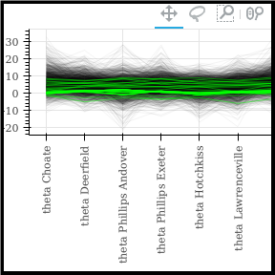 30
20
10
0
-10
-20
theta Choate
theta Deerfield
theta Phillips Andover
theta Phillips Exeter
theta Hotchkiss
theta Lawrenceville